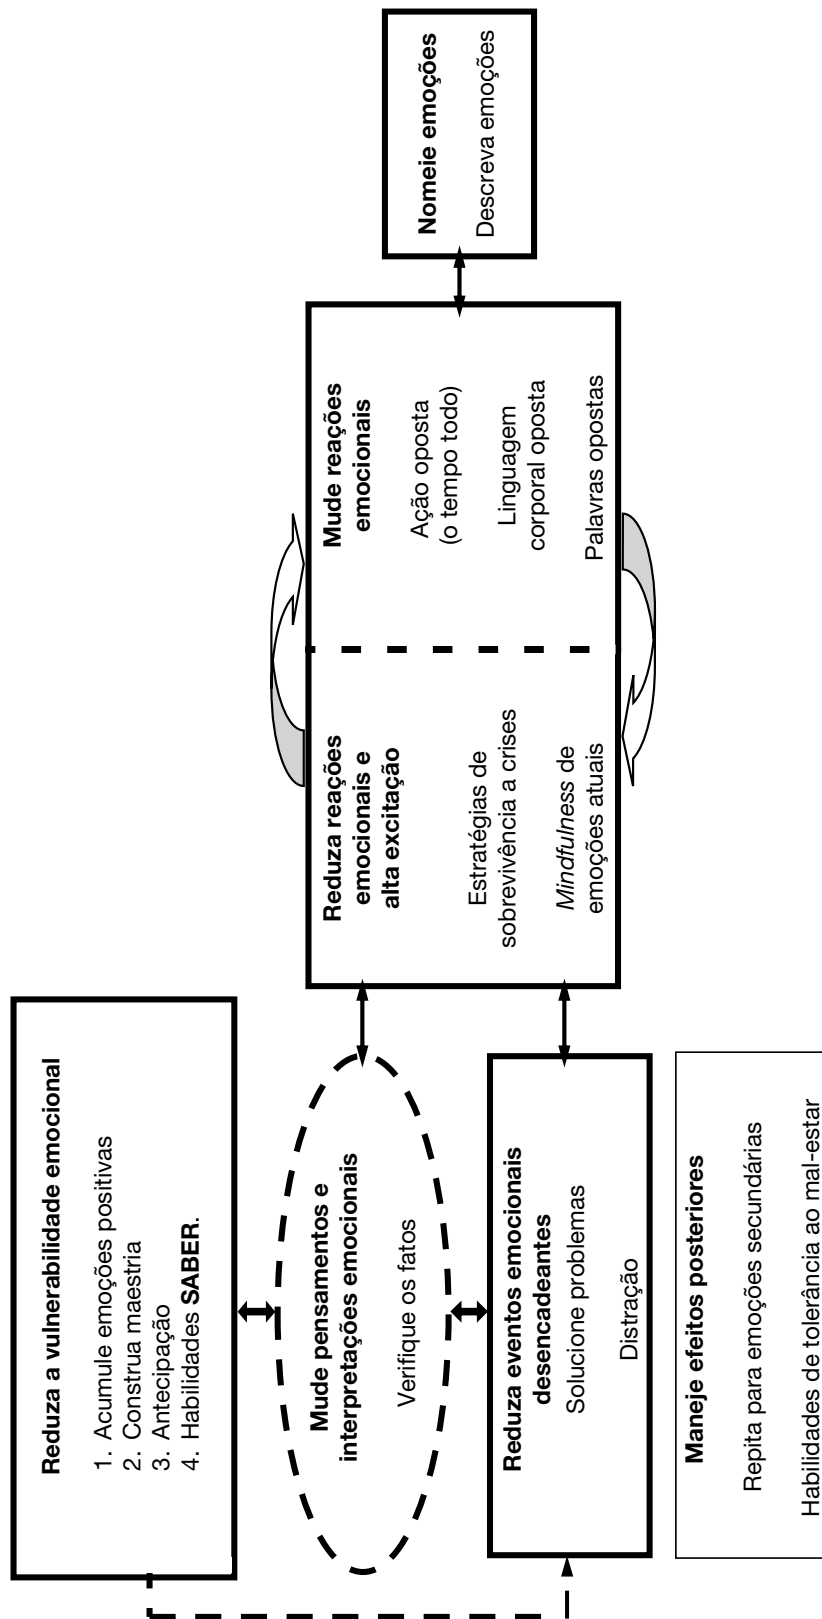 Reduza a vulnerabilidade emocional
1. Acumule emoções positivas
2. Construa maestria
3. Antecipação
4. Habilidades SABER.
Mude pensamentos e
interpretações emocionais
Verifique os fatos
Reduza eventos emocionais
desencadeantes
Solucione problemas
Distração
Maneje efeitos posteriores
Repita para emoções secundárias
Habilidades de tolerância ao mal-estar
Reduza reações
emocionais e
alta excitação
Estratégias de
sobrevivência a crises
Mindfulness de
emoções atuais
Mude reações
emocionais
Ação oposta
(o tempo todo)
Linguagem
corporal oposta
Palavras opostas
Nomeie emoções
Descreva emoções